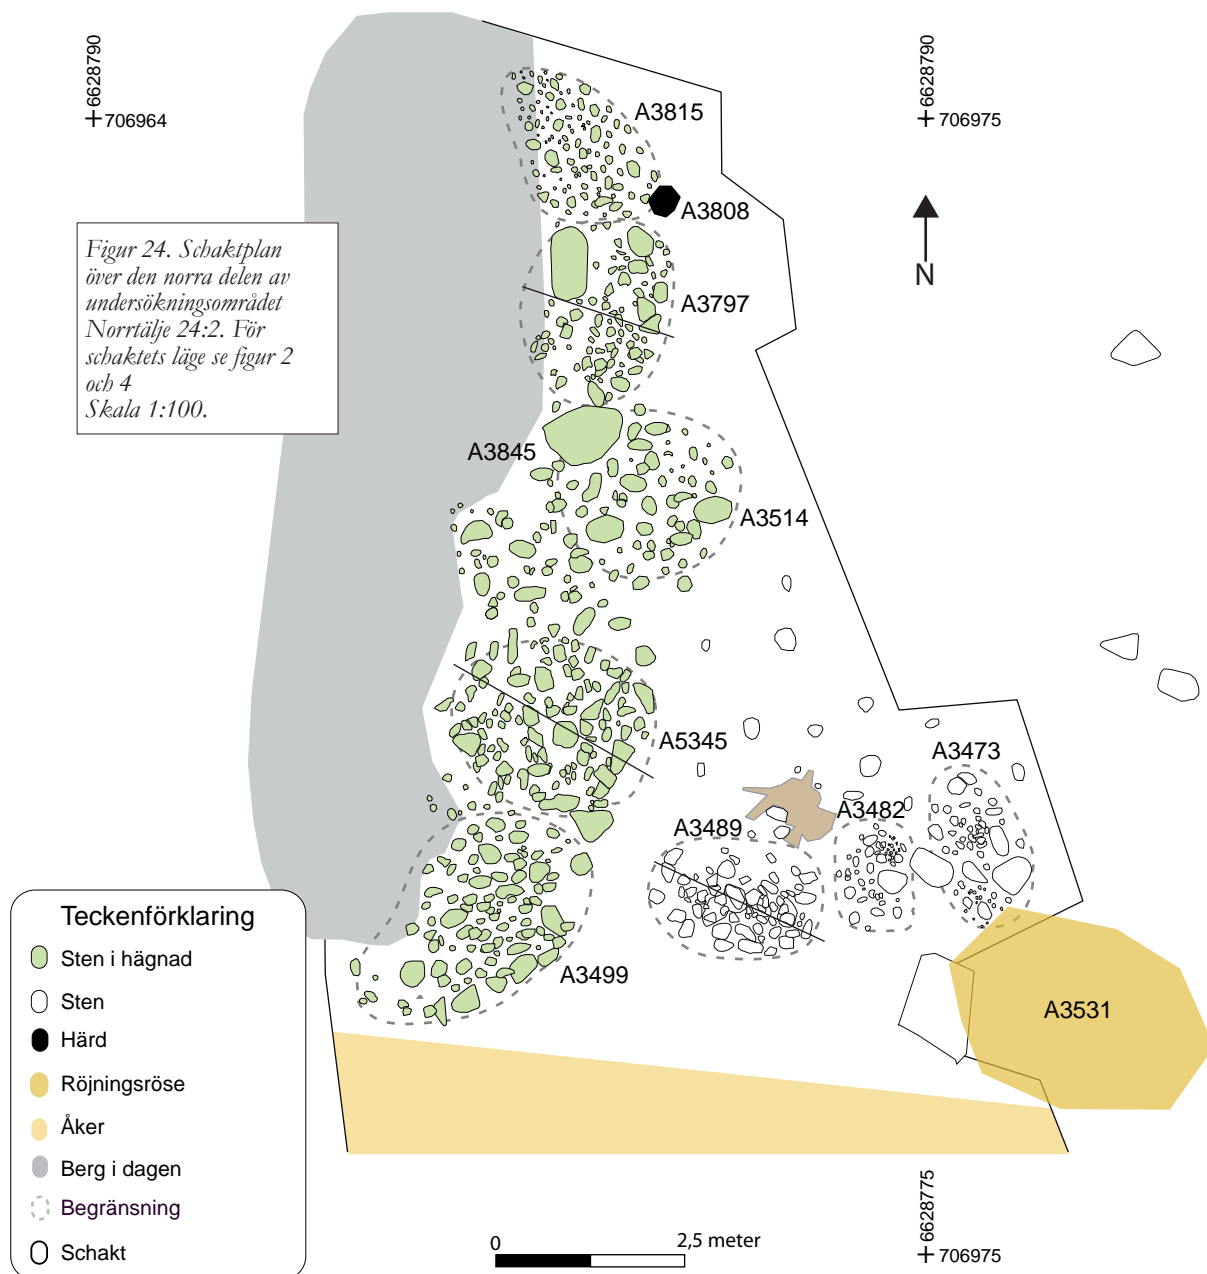 6628790
706964
6628790
706975
A3815
A3808
N
Figur 24. Schaktplan
över den norra delen av
undersökningsområdet
Norrtälje 24:2. För
schaktets läge se figur 2
och 4
Skala 1:100.
A3797
A3845
A3514
A5345
A3473
A3482
A3489
A3499
A3531
Teckenförklaring
Sten i hägnad
Sten
Härd
Röjningsröse
Åker
Berg i dagen
Begränsning
Schakt
0 2,5 meter
6628775
706975